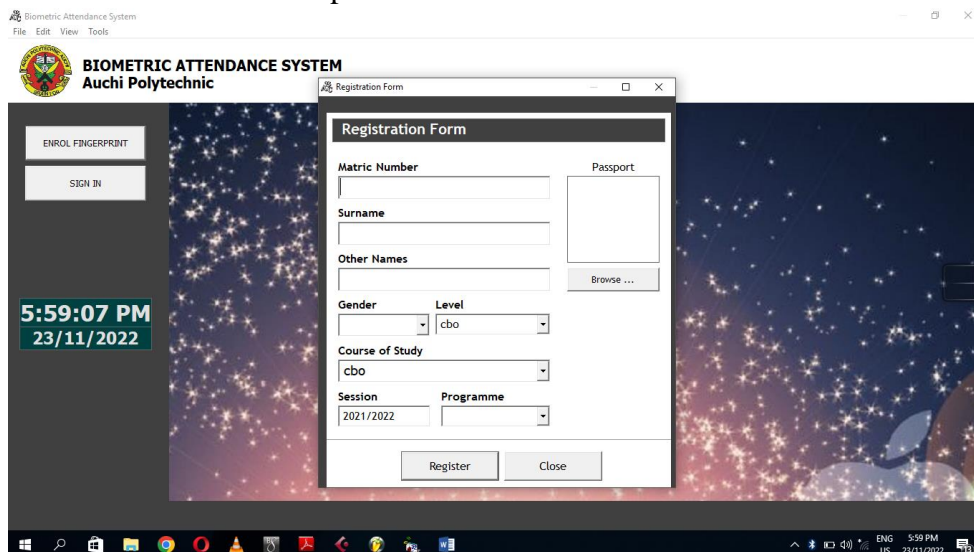 Biometric Attendance System
File Edit View Tools
BIOMETRIC ATTENDANCE SYSTEM
Auchi Polytechnic
ENROL FINGERPRINT
SIGN IN
5:59:07 PM
23/11/2022
Registration Form
Registration Form
Matric Number
Passport
Surname
Other Names
Browse ...
Gender Level
cbo
Course of Study
cbo
Session Programme
2021/2022
Register Close
ENG 5:59 PM
US 23/11/2022